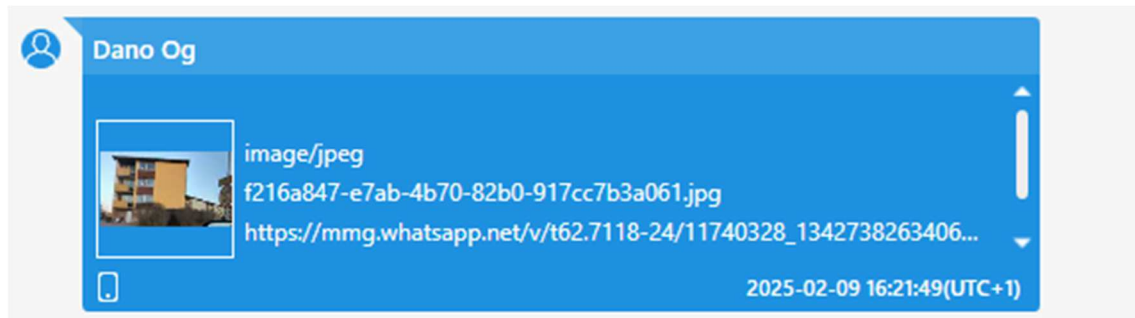 Dano Og
image/jpeg
f216a847-e7ab-4b70-82b0-917cc7b3a061.jpg
https://mmg.whatsapp.net/v/t62.7118-24/11740328_1342738263406...
2025-02-09 16:21:49(UTC+1)